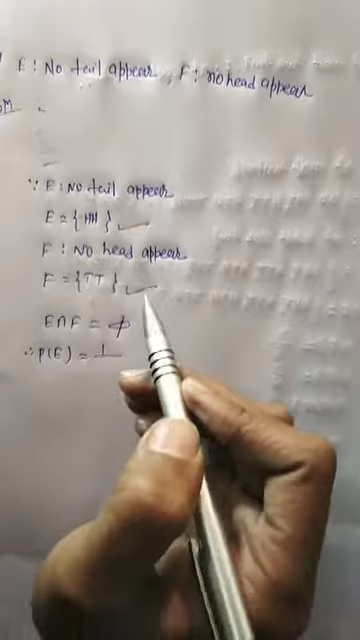 E : No tail appear , F : no head appear
∵ E : No tail appear
E = {HH}
F : No head appear
F = {TT}
E∩F = ϕ
∴ P(E) = 1